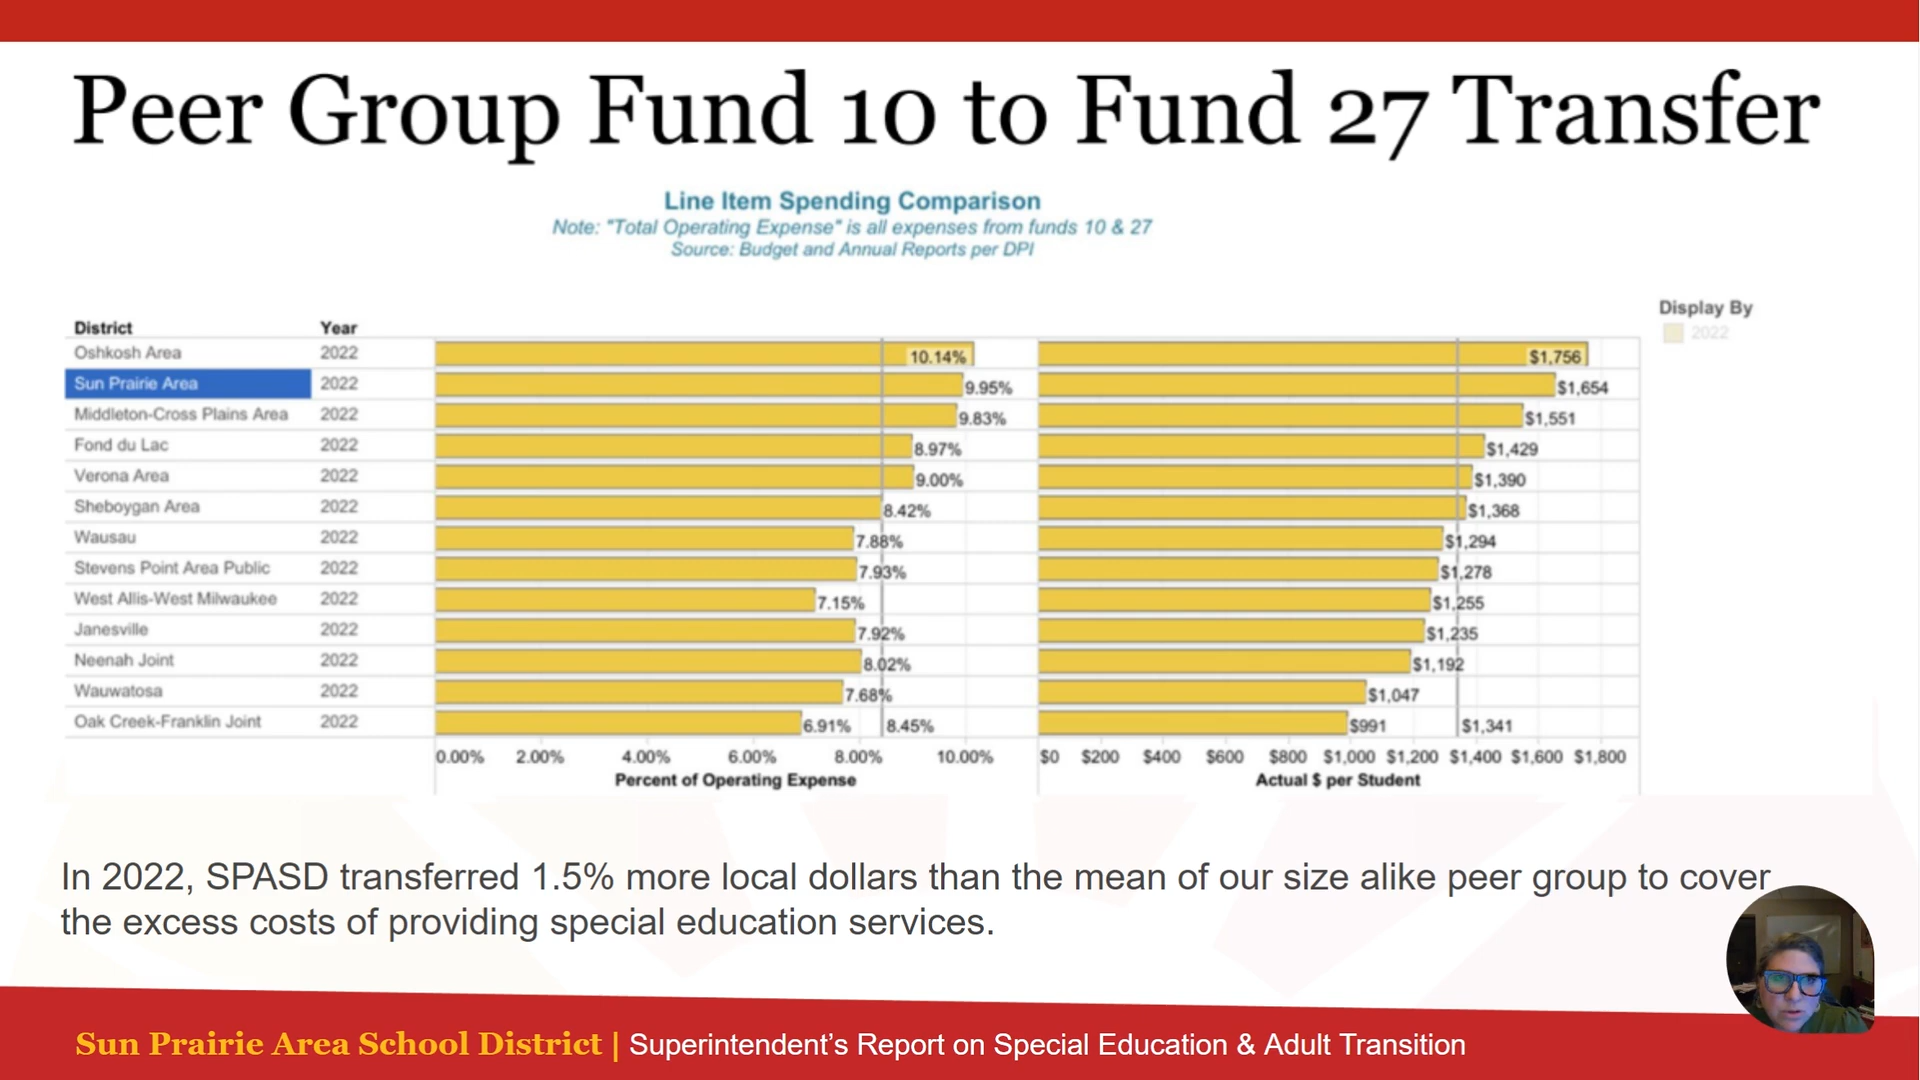 Peer Group Fund 10 to Fund 27 Transfer
Line Item Spending Comparison
Note: "Total Operating Expense" is all expenses from funds 10 & 27
Source: Budget and Annual Reports per DPI
Display By
2022
District Year
Oshkosh Area 2022 10.14% $1,756
Sun Prairie Area 2022 9.95% $1,654
Middleton-Cross Plains Area 2022 9.83% $1,551
Fond du Lac 2022 8.97% $1,429
Verona Area 2022 9.00% $1,390
Sheboygan Area 2022 8.42% $1,368
Wausau 2022 7.88% $1,294
Stevens Point Area Public 2022 7.93% $1,278
West Allis-West Milwaukee 2022 7.15% $1,255
Janesville 2022 7.92% $1,235
Neenah Joint 2022 8.02% $1,192
Wauwatosa 2022 7.68% $1,047
Oak Creek-Franklin Joint 2022 6.91% 8.45% $991 $1,341
0.00% 2.00% 4.00% 6.00% 8.00% 10.00% $0 $200 $400 $600 $800 $1,000 $1,200 $1,400 $1,600 $1,800
Percent of Operating Expense Actual $ per Student
In 2022, SPASD transferred 1.5% more local dollars than the mean of our size alike peer group to cover
the excess costs of providing special education services.
Sun Prairie Area School District | Superintendent’s Report on Special Education & Adult Transition